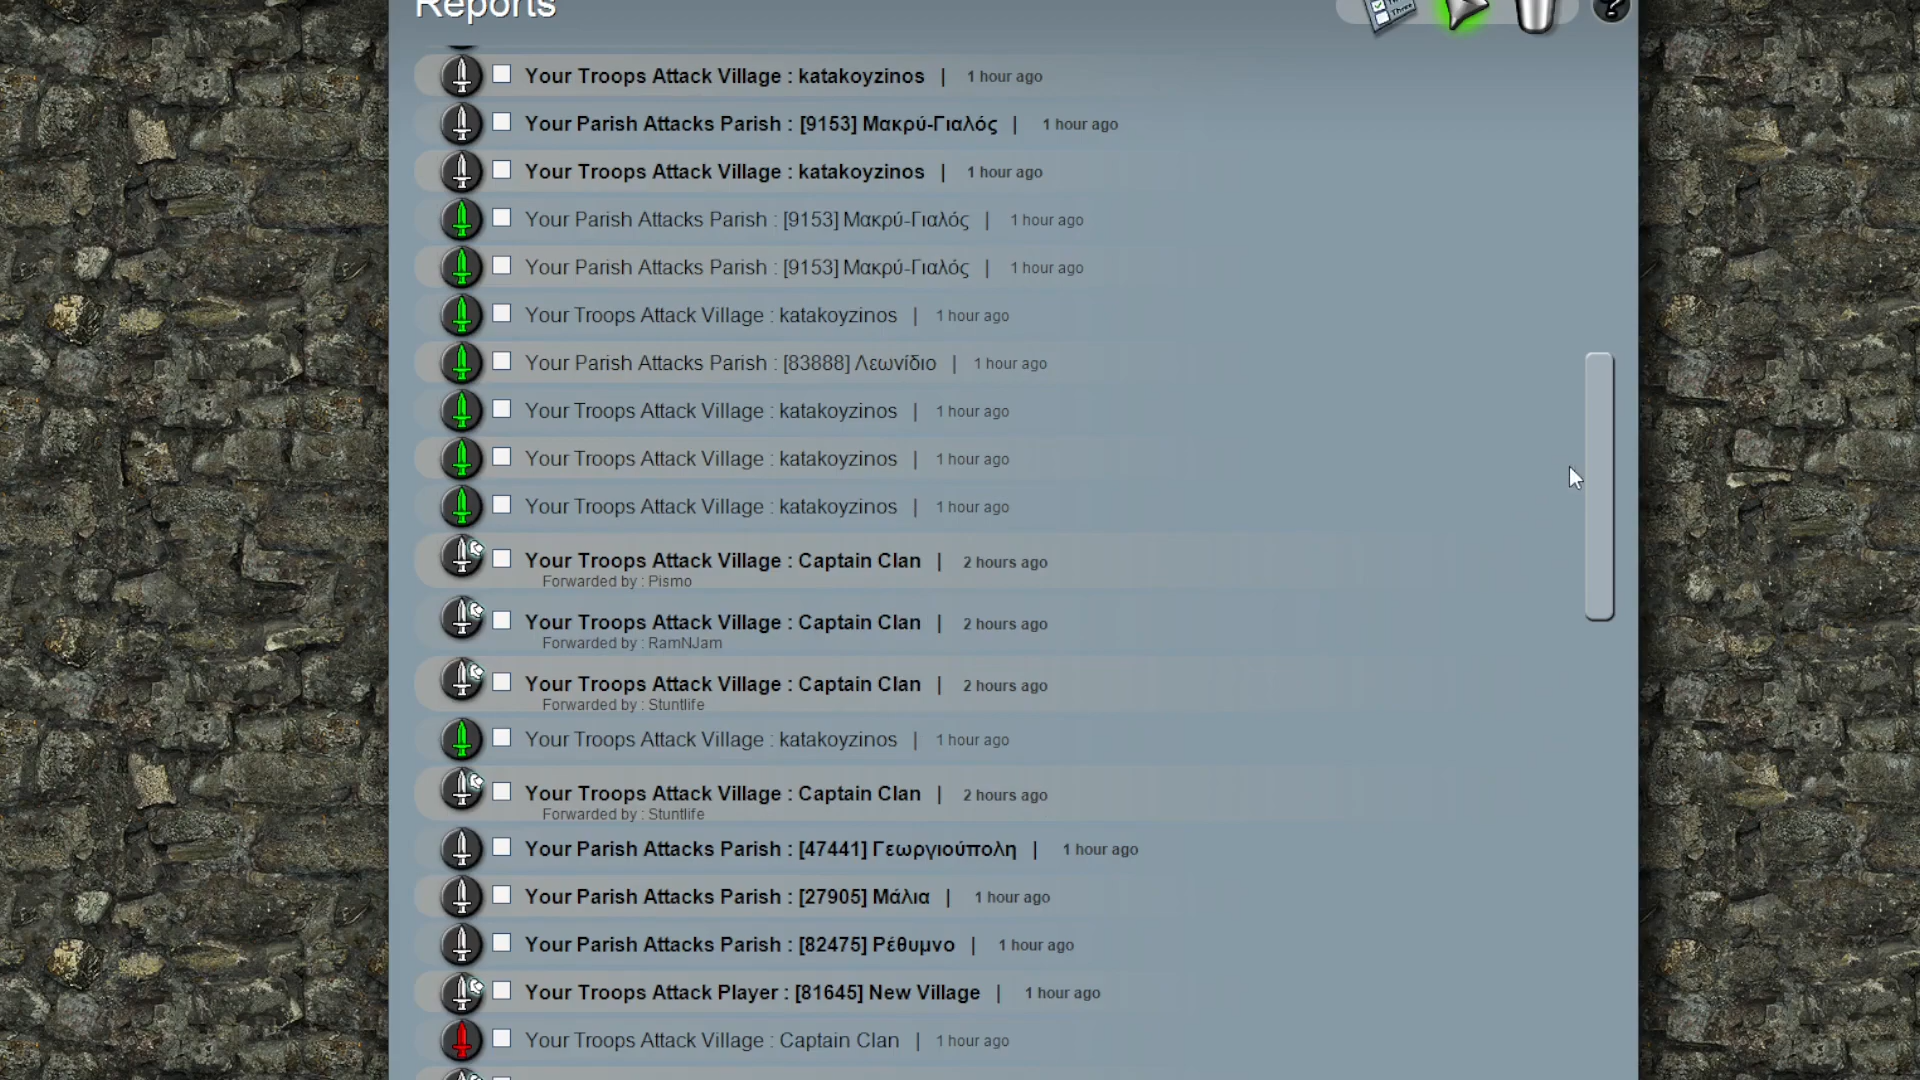 Reports
Your Troops Attack Village : katakoyzinos | 1 hour ago
Your Parish Attacks Parish : [9153] Μακρύ-Γιαλός | 1 hour ago
Your Troops Attack Village : katakoyzinos | 1 hour ago
Your Parish Attacks Parish : [9153] Μακρύ-Γιαλός | 1 hour ago
Your Parish Attacks Parish : [9153] Μακρύ-Γιαλός | 1 hour ago
Your Troops Attack Village : katakoyzinos | 1 hour ago
Your Parish Attacks Parish : [83888] Λεωνίδιο | 1 hour ago
Your Troops Attack Village : katakoyzinos | 1 hour ago
Your Troops Attack Village : katakoyzinos | 1 hour ago
Your Troops Attack Village : katakoyzinos | 1 hour ago
Your Troops Attack Village : Captain Clan | 2 hours ago
Forwarded by : Pismo
Your Troops Attack Village : Captain Clan | 2 hours ago
Forwarded by : RamNJam
Your Troops Attack Village : Captain Clan | 2 hours ago
Forwarded by : Stuntlife
Your Troops Attack Village : katakoyzinos | 1 hour ago
Your Troops Attack Village : Captain Clan | 2 hours ago
Forwarded by : Stuntlife
Your Parish Attacks Parish : [47441] Γεωργιούπολη | 1 hour ago
Your Parish Attacks Parish : [27905] Μάλια | 1 hour ago
Your Parish Attacks Parish : [82475] Ρέθυμνο | 1 hour ago
Your Troops Attack Player : [81645] New Village | 1 hour ago
Your Troops Attack Village : Captain Clan | 1 hour ago